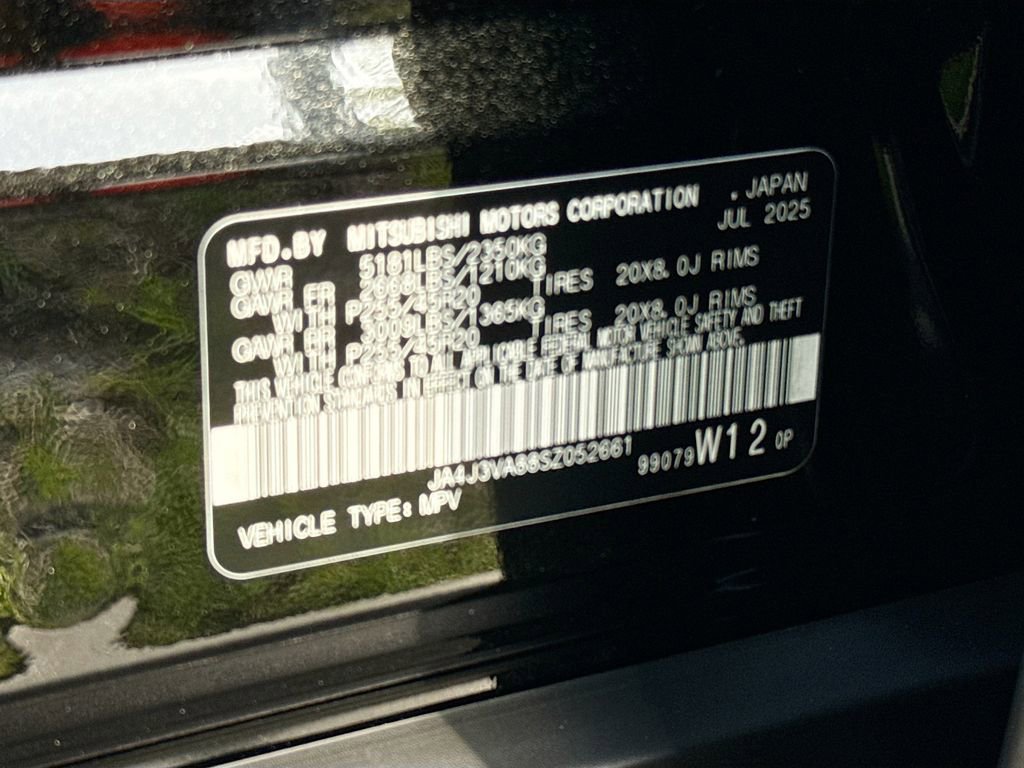 MFD.BY MITSUBISHI MOTORS CORPORATION . JAPAN
JUL 2025
GVWR 5181LBS/2350KG
GAWR FR 2668LBS/1210KG
WITH P255/45R20 TIRES 20X8.0J RIMS
GAWR RR 3009LBS/1365KG
WITH P255/45R20 TIRES 20X8.0J RIMS
THIS VEHICLE CONFORMS TO ALL APPLICABLE FEDERAL MOTOR VEHICLE SAFETY AND THEFT
PREVENTION STANDARDS IN EFFECT ON THE DATE OF MANUFACTURE SHOWN ABOVE.
99079 W12 0P
VEHICLE TYPE: MPV